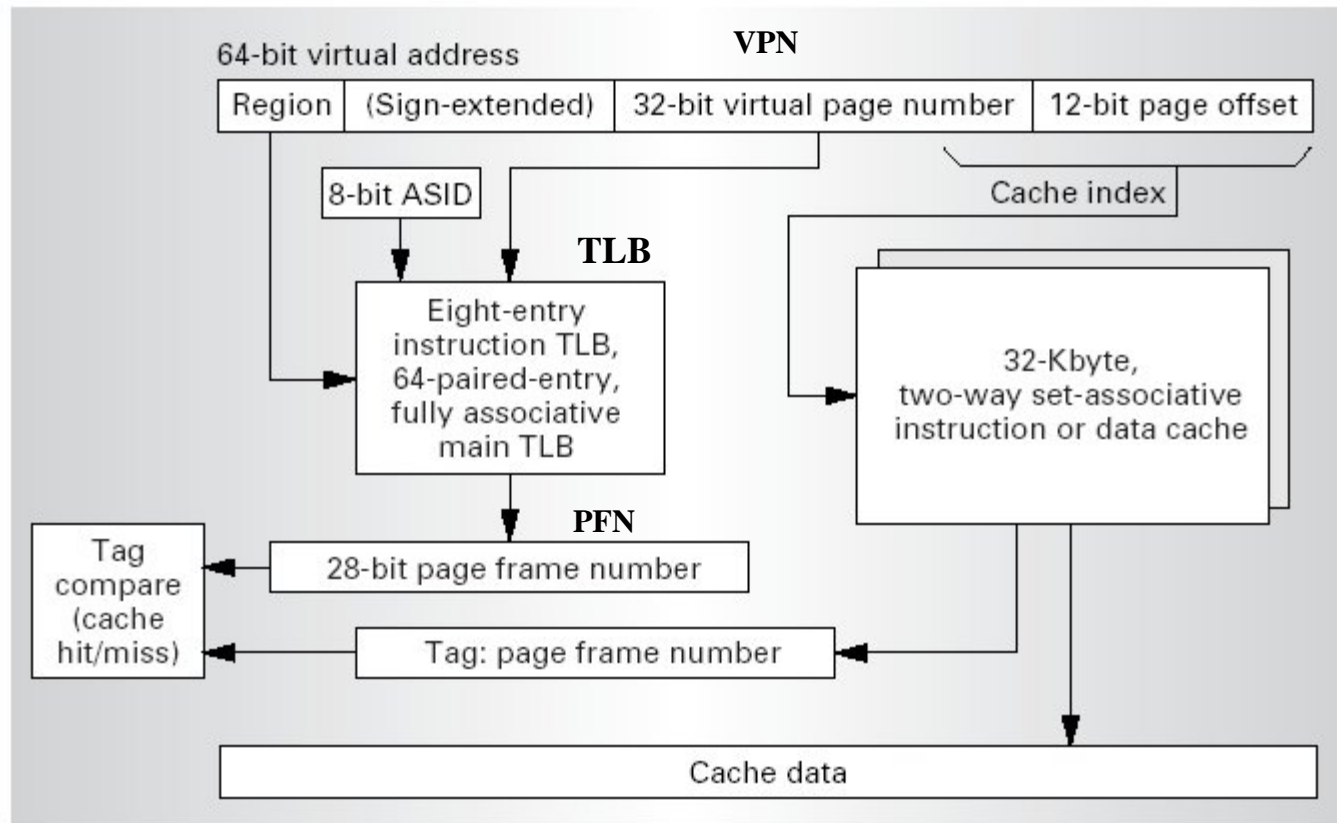 VPN
64-bit virtual address
Region
(Sign-extended)
32-bit virtual page number
12-bit page offset
8-bit ASID
Cache index
TLB
Eight-entry
instruction TLB,
64-paired-entry,
fully associative
main TLB
32-Kbyte,
two-way set-associative
instruction or data cache
PFN
Tag
compare
(cache
hit/miss)
28-bit page frame number
Tag: page frame number
Cache data